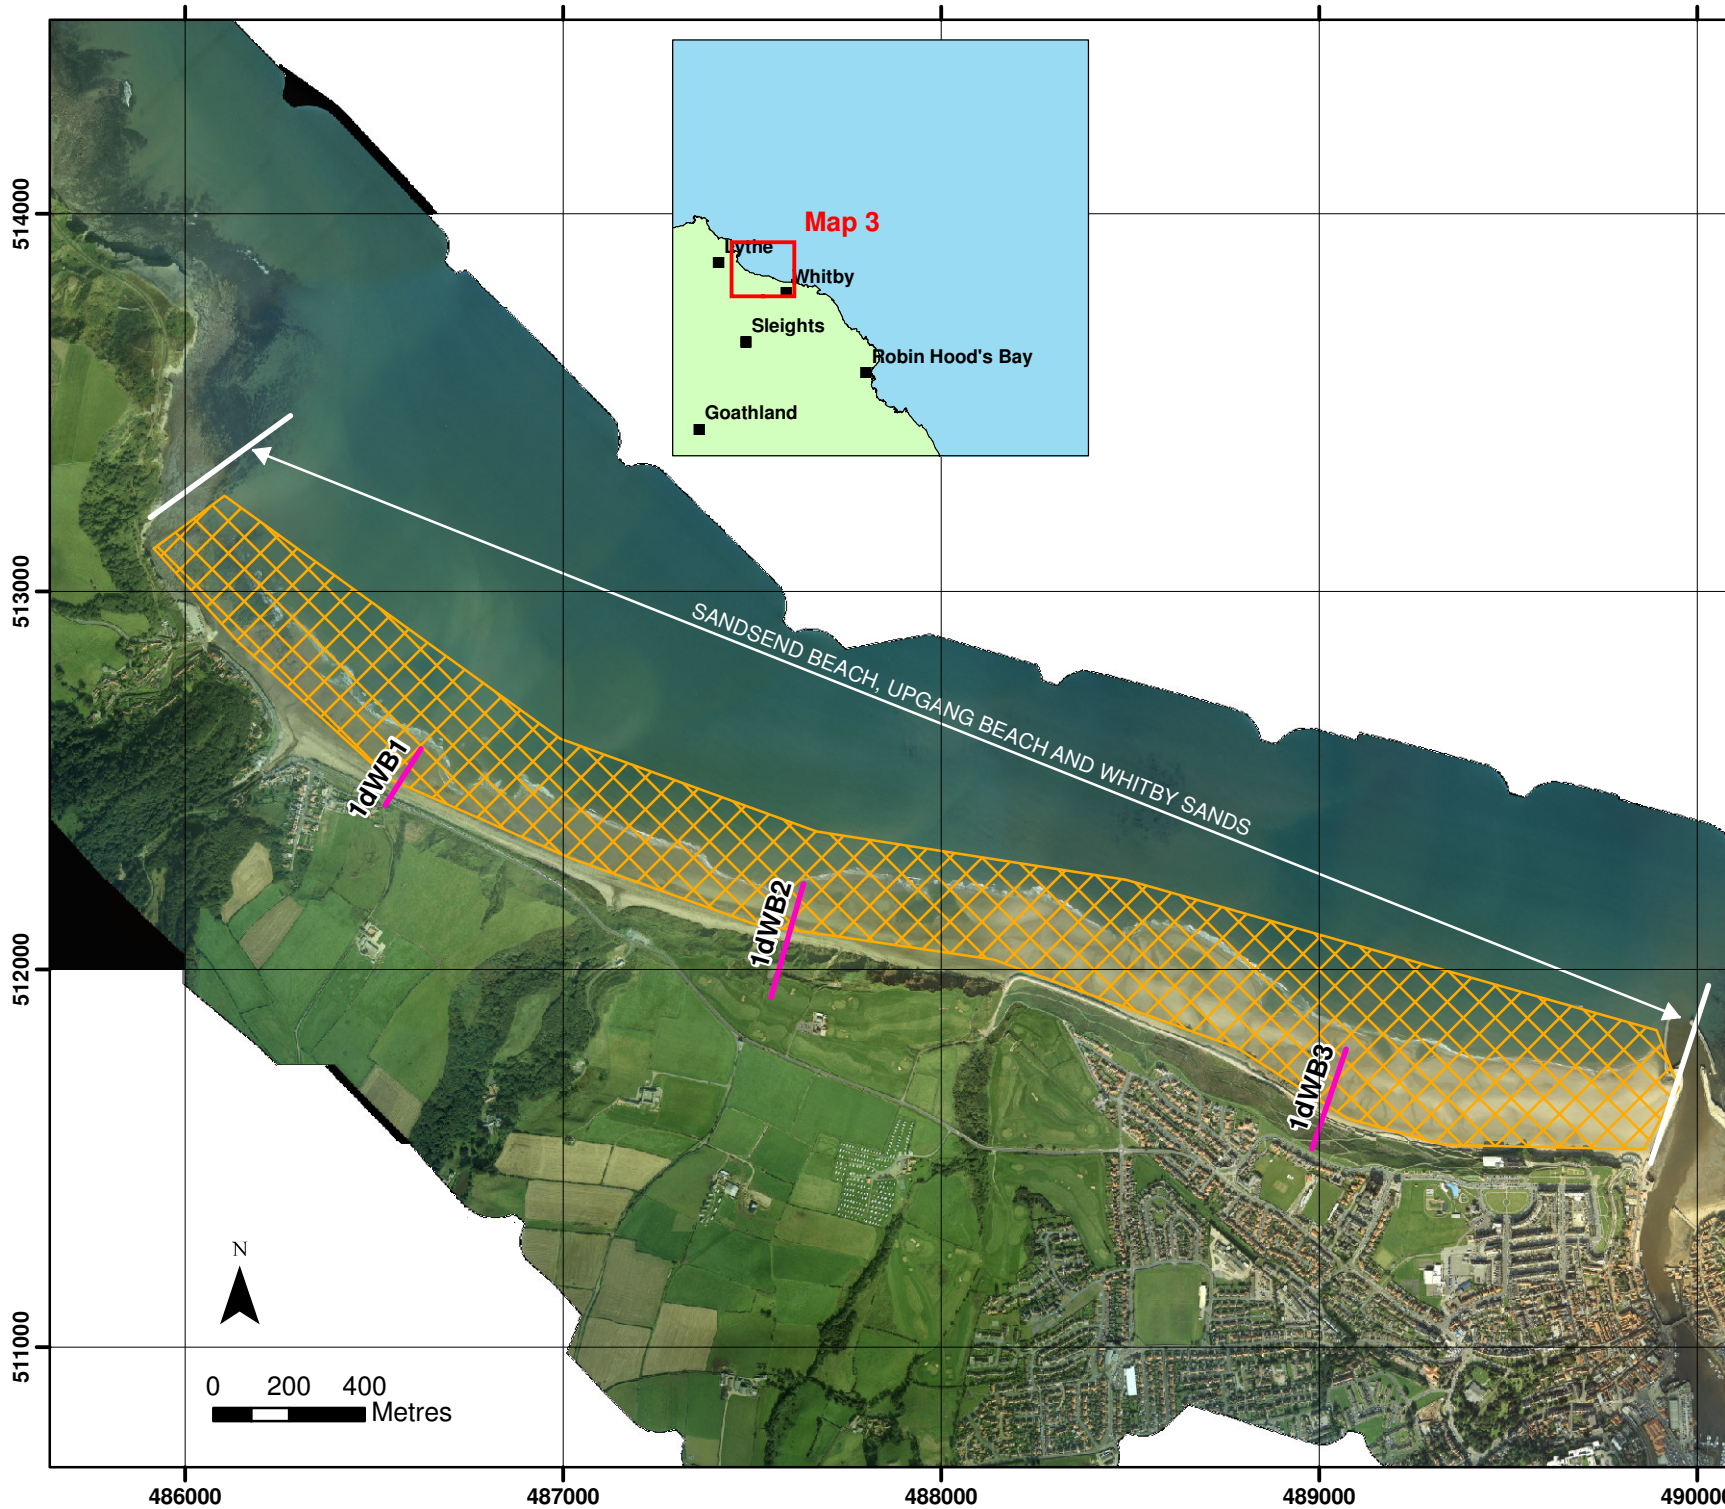 Map 3
Lythe
Whitby
Sleights
Robin Hood's Bay
Goathland
514000
513000
512000
511000
SANDSEND BEACH, UPGANG BEACH AND WHITBY SANDS
1dWB1
1dWB2
1dWB3
N
0 200 400
Metres
486000 487000 488000 489000 490000